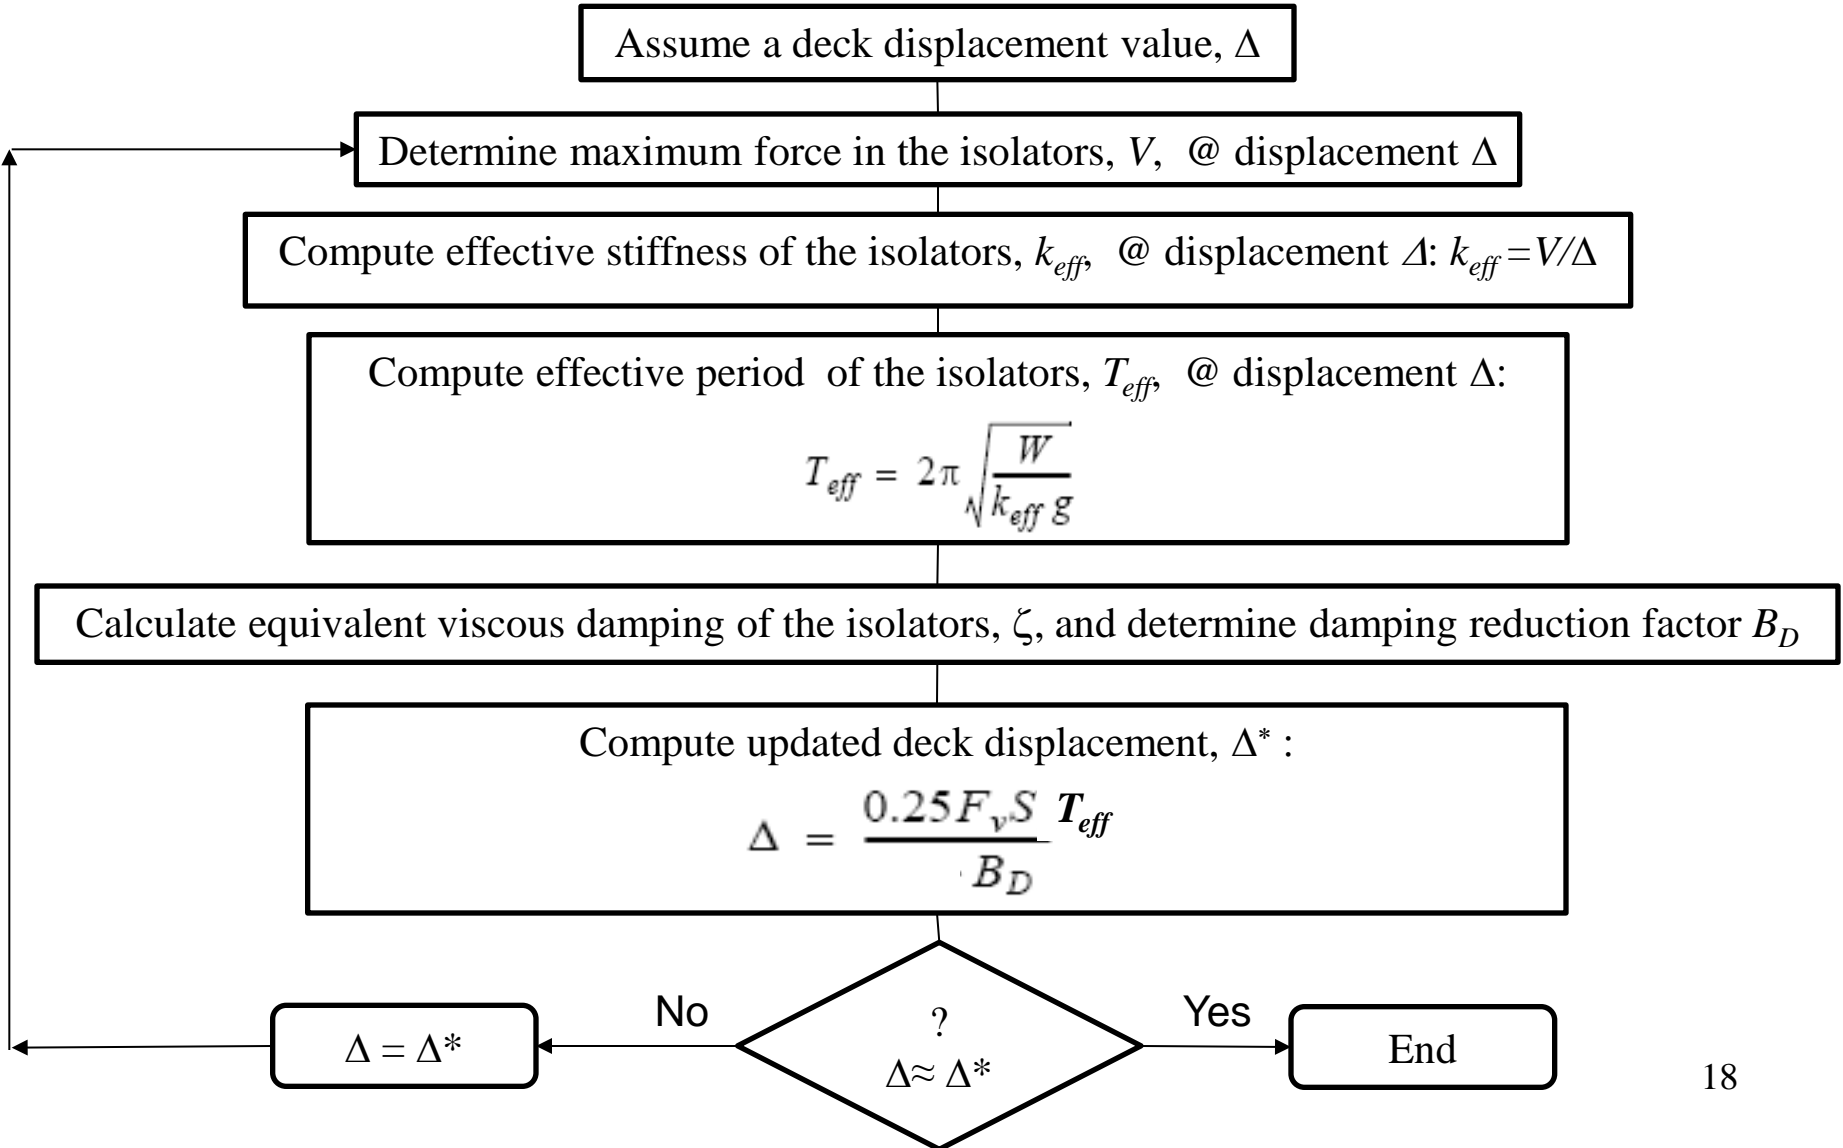 Assume a deck displacement value, Δ
Determine maximum force in the isolators, V, @ displacement Δ
Compute effective stiffness of the isolators, k_eff, @ displacement Δ: k_eff = V/Δ
Compute effective period of the isolators, T_eff, @ displacement Δ:
T_eff = 2π √(W / (k_eff g))
Calculate equivalent viscous damping of the isolators, ζ, and determine damping reduction factor B_D
Compute updated deck displacement, Δ* :
Δ = (0.25F_vS / B_D) T_eff
No
?
Yes
Δ = Δ*
Δ≈ Δ*
End
18